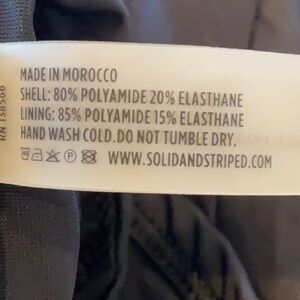 MADE IN MOROCCO
SHELL: 80% POLYAMIDE 20% ELASTHANE
LINING: 85% POLYAMIDE 15% ELASTHANE
HAND WASH COLD. DO NOT TUMBLE DRY.
WWW.SOLIDANDSTRIPED.COM
RN 138566